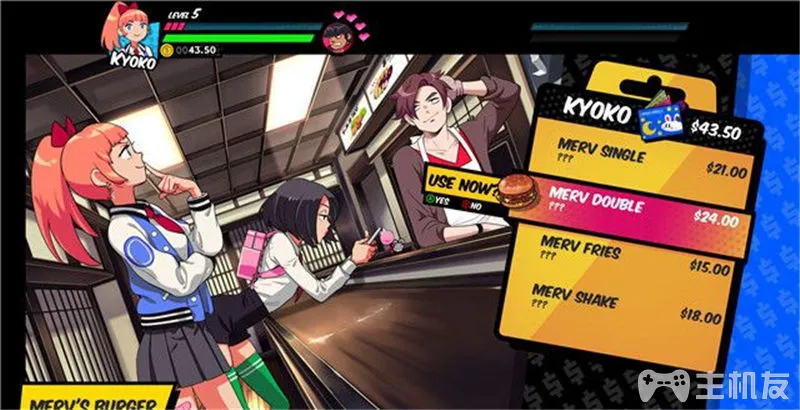 LEVEL 5
0043.50
KYOKO
KYOKO
$43.50
MERV SINGLE
???
$21.00
USE NOW?
YES NO
MERV DOUBLE
???
$24.00
MERV FRIES
???
$15.00
MERV SHAKE
???
$18.00
MERV'S BURGER
主机友